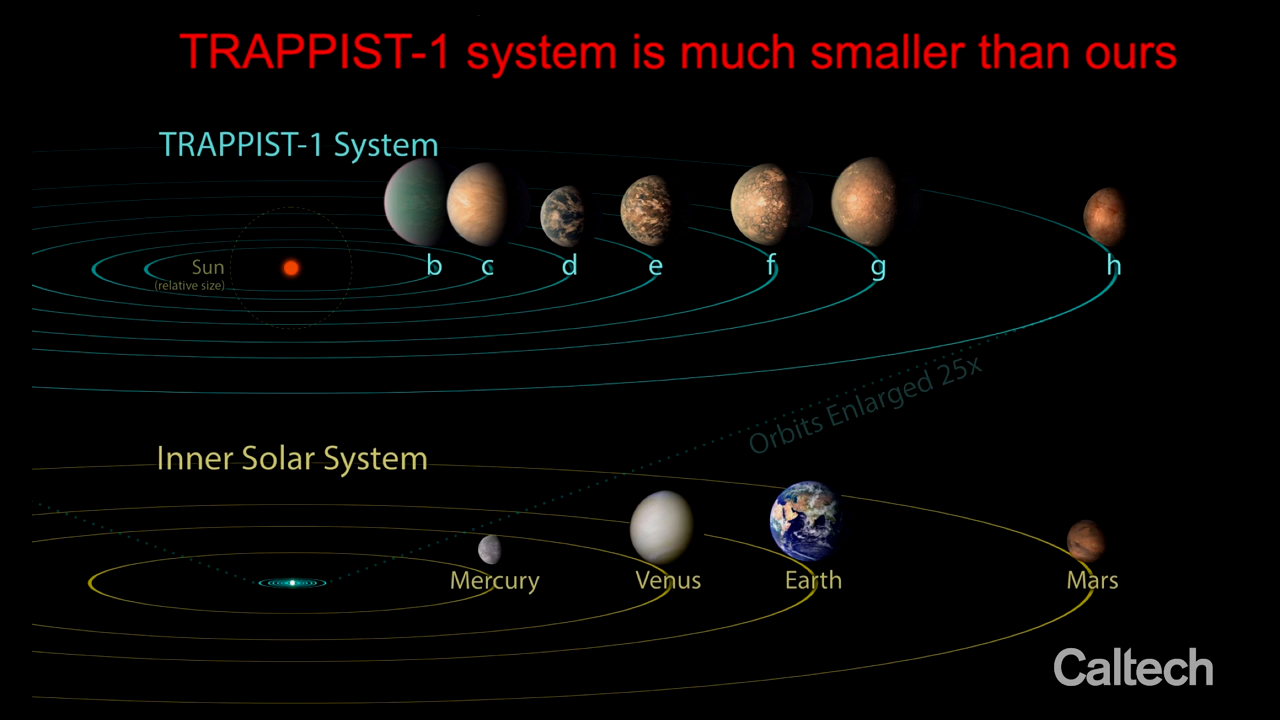 TRAPPIST-1 system is much smaller than ours
TRAPPIST-1 System
Sun
(relative size)
b c d e f g h
Orbits Enlarged 25x
Inner Solar System
Mercury Venus Earth Mars
Caltech